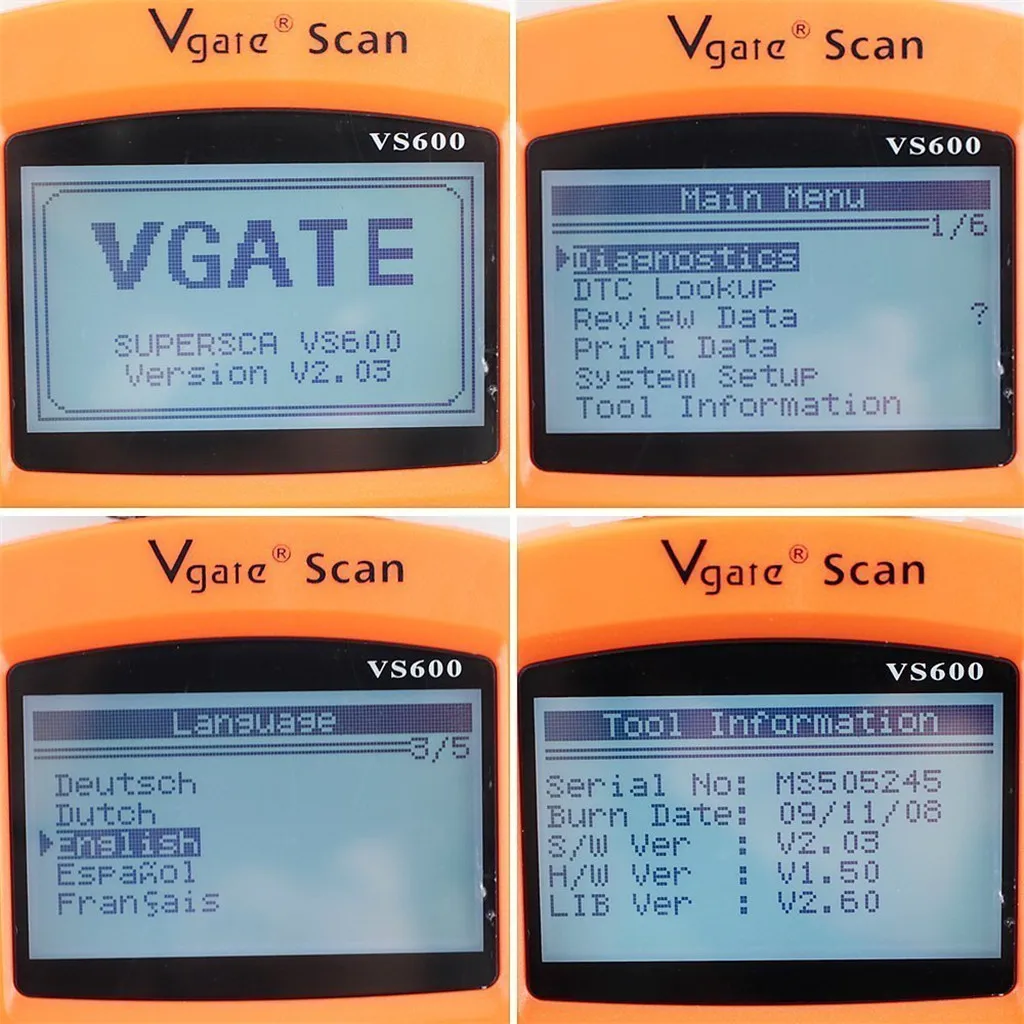 Vgate® Scan
VS600
VGATE
SUPERSCA VS600
Version V2.03
Vgate® Scan
VS600
Main Menu
1/6
Diagnostics
DTC Lookup
Review Data ?
Print Data
System Setup
Tool Information
Vgate® Scan
VS600
Language
3/5
Deutsch
Dutch
English
Español
Français
Vgate® Scan
VS600
Tool Information
Serial No: MS505245
Burn Date: 09/11/08
S/W Ver : V2.03
H/W Ver : V1.50
LIB Ver : V2.60